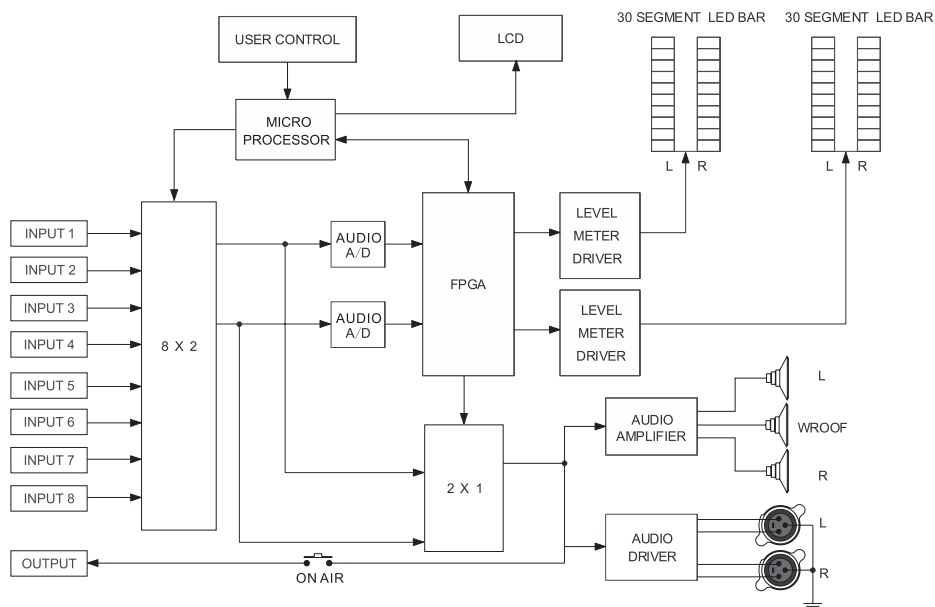 30 SEGMENT LED BAR
30 SEGMENT LED BAR
USER CONTROL
LCD
MICRO
PROCESSOR
L
R
L
R
INPUT 1
INPUT 2
INPUT 3
INPUT 4
INPUT 5
INPUT 6
INPUT 7
INPUT 8
8 X 2
AUDIO
A/D
AUDIO
A/D
FPGA
LEVEL
METER
DRIVER
LEVEL
METER
DRIVER
2 X 1
AUDIO
AMPLIFIER
L
WROOF
R
AUDIO
DRIVER
L
R
OUTPUT
ON AIR